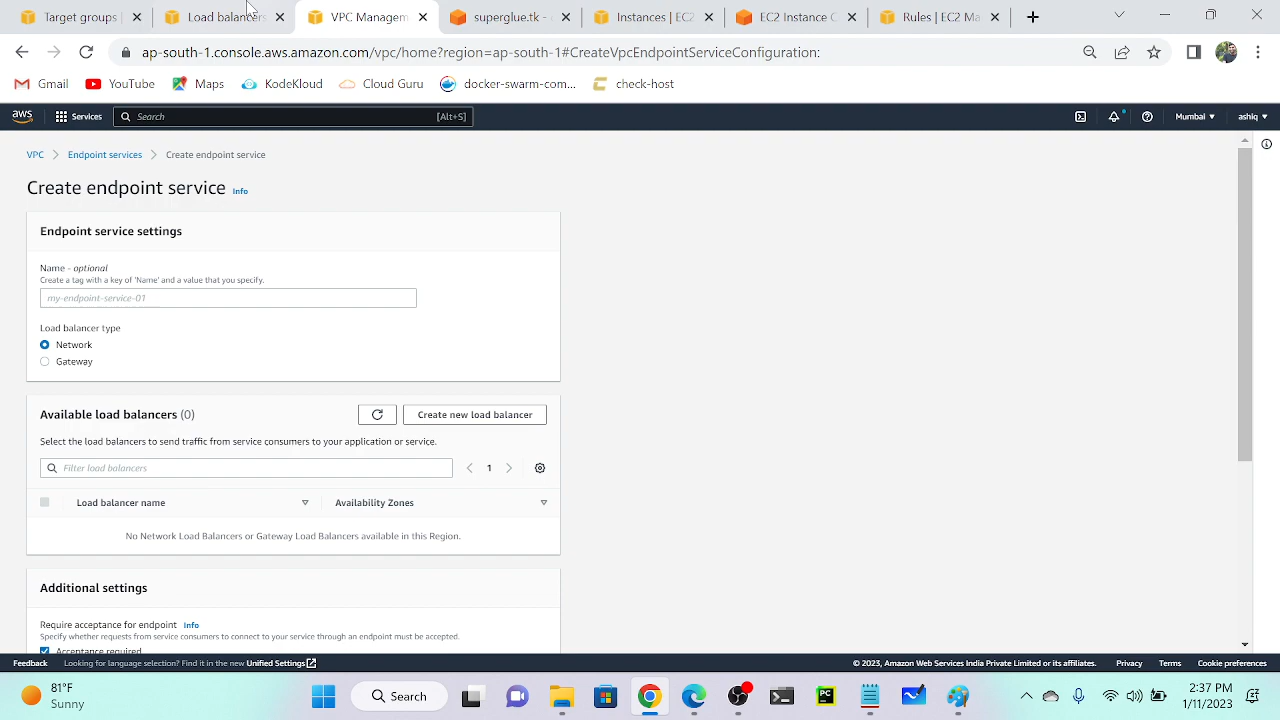 Target groups |
Load balancers
VPC Managem
superglue.tk -
Instances | EC2
EC2 Instance C
Rules | EC2 Ma
ap-south-1.console.aws.amazon.com/vpc/home?region=ap-south-1#CreateVpcEndpointServiceConfiguration:
Gmail
YouTube
Maps
KodeKloud
Cloud Guru
docker-swarm-com...
check-host
aws
Services
Search
[Alt+S]
Mumbai
ashiq
VPC
Endpoint services
Create endpoint service
Create endpoint service Info
Endpoint service settings
Name - optional
Create a tag with a key of 'Name' and a value that you specify.
my-endpoint-service-01
Load balancer type
Network
Gateway
Available load balancers (0)
Create new load balancer
Select the load balancers to send traffic from service consumers to your application or service.
Filter load balancers
1
Load balancer name
Availability Zones
No Network Load Balancers or Gateway Load Balancers available in this Region.
Additional settings
Require acceptance for endpoint Info
Specify whether requests from service consumers to connect to your service through an endpoint must be accepted.
Acceptance required
Feedback
Looking for language selection? Find it in the new Unified Settings
© 2023, Amazon Web Services India Private Limited or its affiliates.
Privacy
Terms
Cookie preferences
81°F
Sunny
Search
PC
2:37 PM
1/11/2023